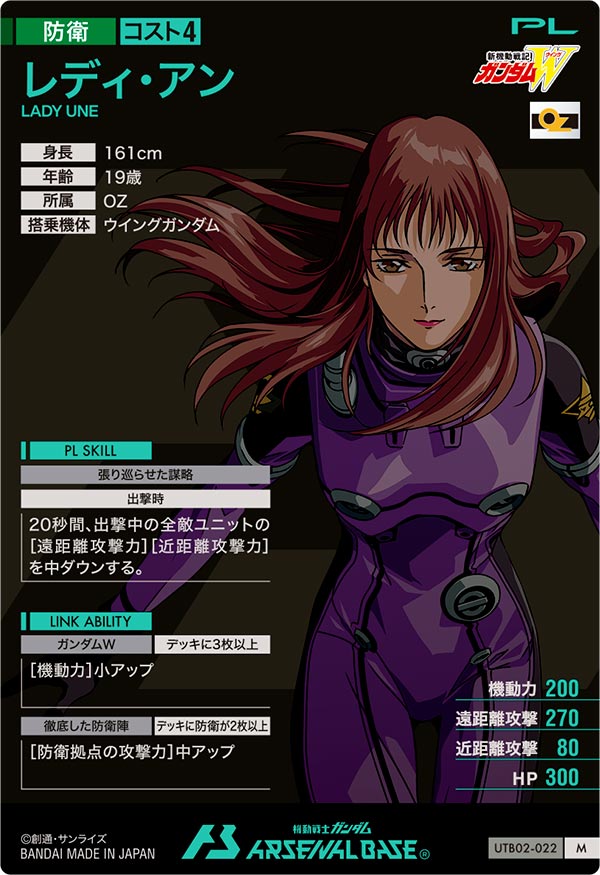 防衛 コスト4
PL
レディ・アン
LADY UNE
新機動戦記
ガンダムW
ウイング
OZ
身長 161cm
年齢 19歳
所属 OZ
搭乗機体 ウイングガンダム
PL SKILL
張り巡らせた謀略
出撃時
20秒間、出撃中の全敵ユニットの
[遠距離攻撃力][近距離攻撃力]
を中ダウンする。
LINK ABILITY
ガンダムW デッキに3枚以上
[機動力]小アップ
徹底した防衛陣 デッキに防衛が2枚以上
[防衛拠点の攻撃力]中アップ
機動力 200
遠距離攻撃 270
近距離攻撃 80
HP 300
©創通・サンライズ
BANDAI MADE IN JAPAN
機動戦士ガンダム
ARSENAL BASE®
UTB02-022 M